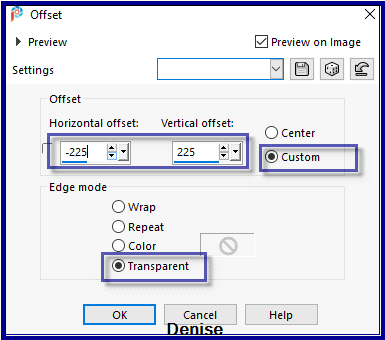 Offset
Preview
Preview on Image
Settings
Offset
Horizontal offset: Vertical offset:
-225 225
Center
Custom
Edge mode
Wrap
Repeat
Color
Transparent
OK Cancel Help
Denise